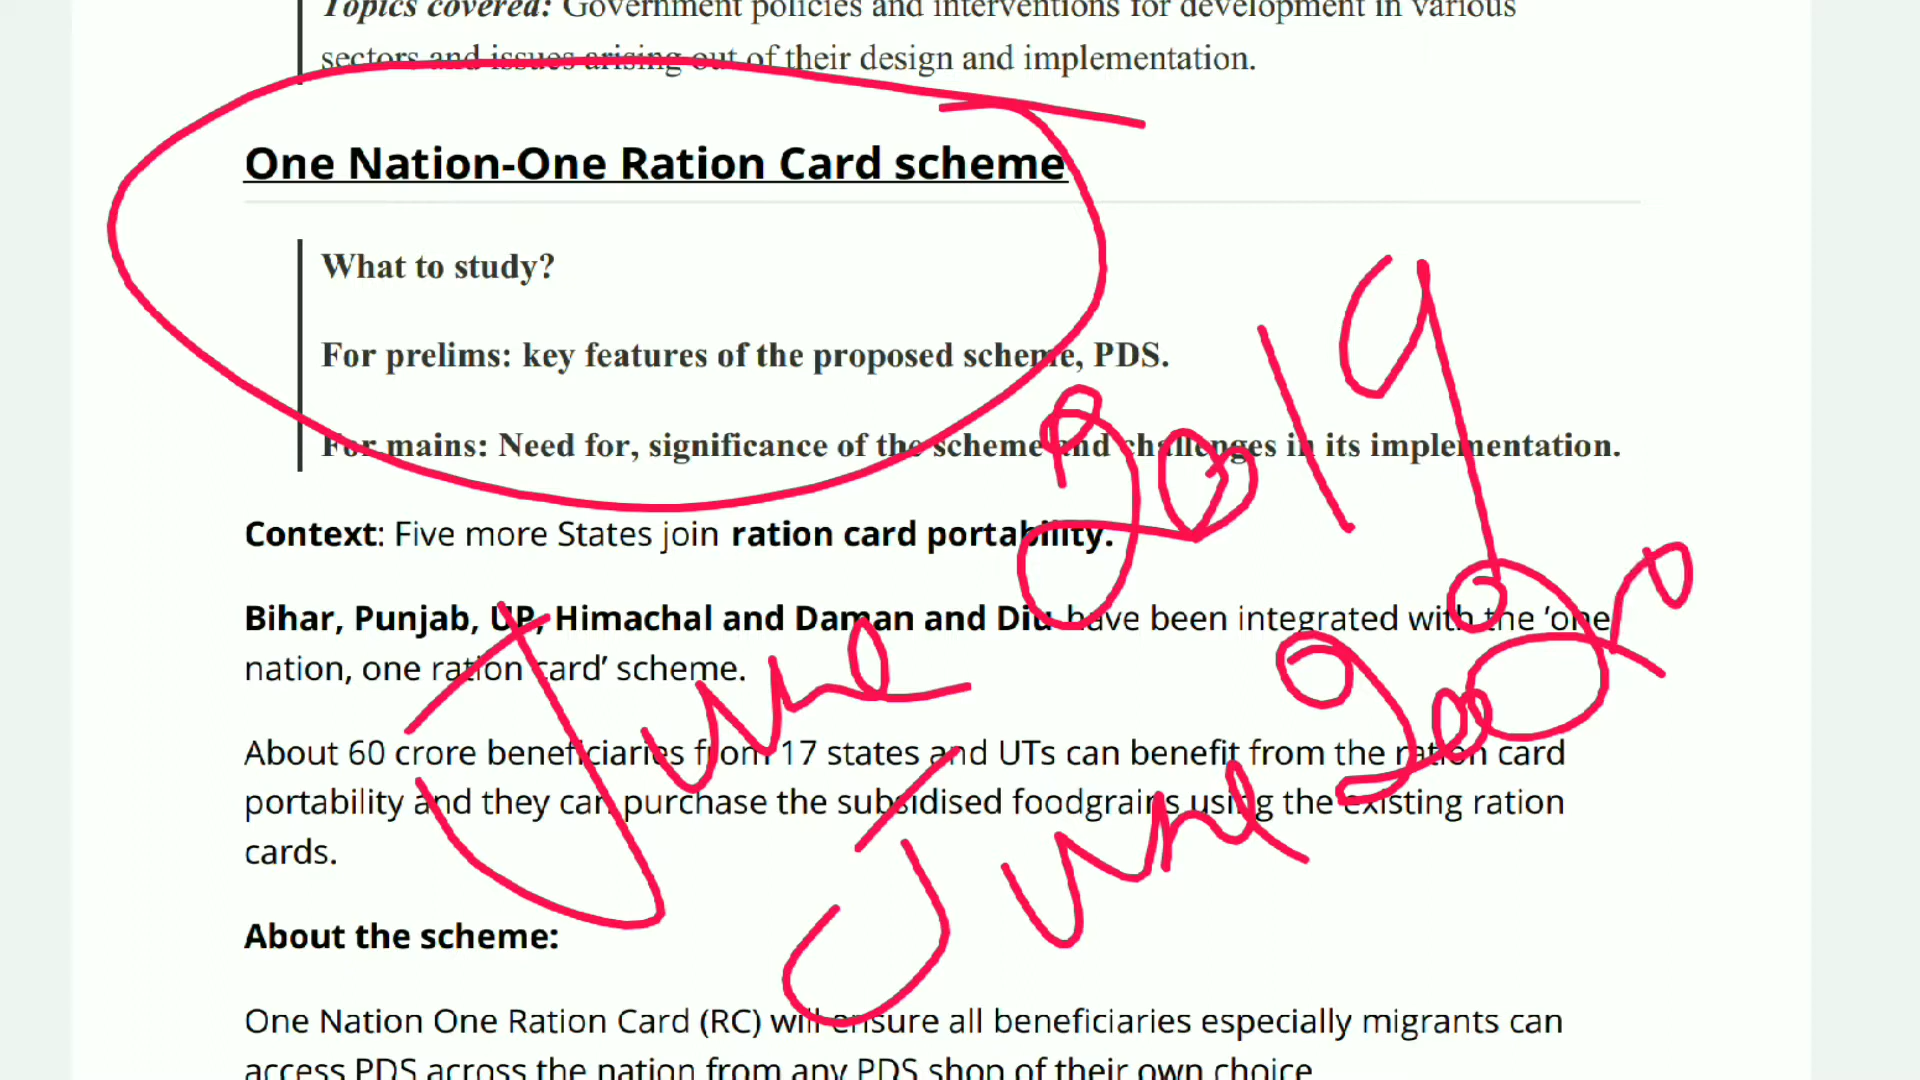 Topics covered: Government policies and interventions for development in various
sectors and issues arising out of their design and implementation.
One Nation-One Ration Card scheme
What to study?
For prelims: key features of the proposed scheme, PDS.
For mains: Need for, significance of the scheme and challenges in its implementation.
Context: Five more States join ration card portability.
Bihar, Punjab, UP, Himachal and Daman and Diu have been integrated with the ‘one
nation, one ration card’ scheme.
About 60 crore beneficiaries from 17 states and UTs can benefit from the ration card
portability and they can purchase the subsidised foodgrains using the existing ration
cards.
About the scheme:
One Nation One Ration Card (RC) will ensure all beneficiaries especially migrants can
access PDS across the nation from any PDS shop of their own choice
June 2019
June 2020